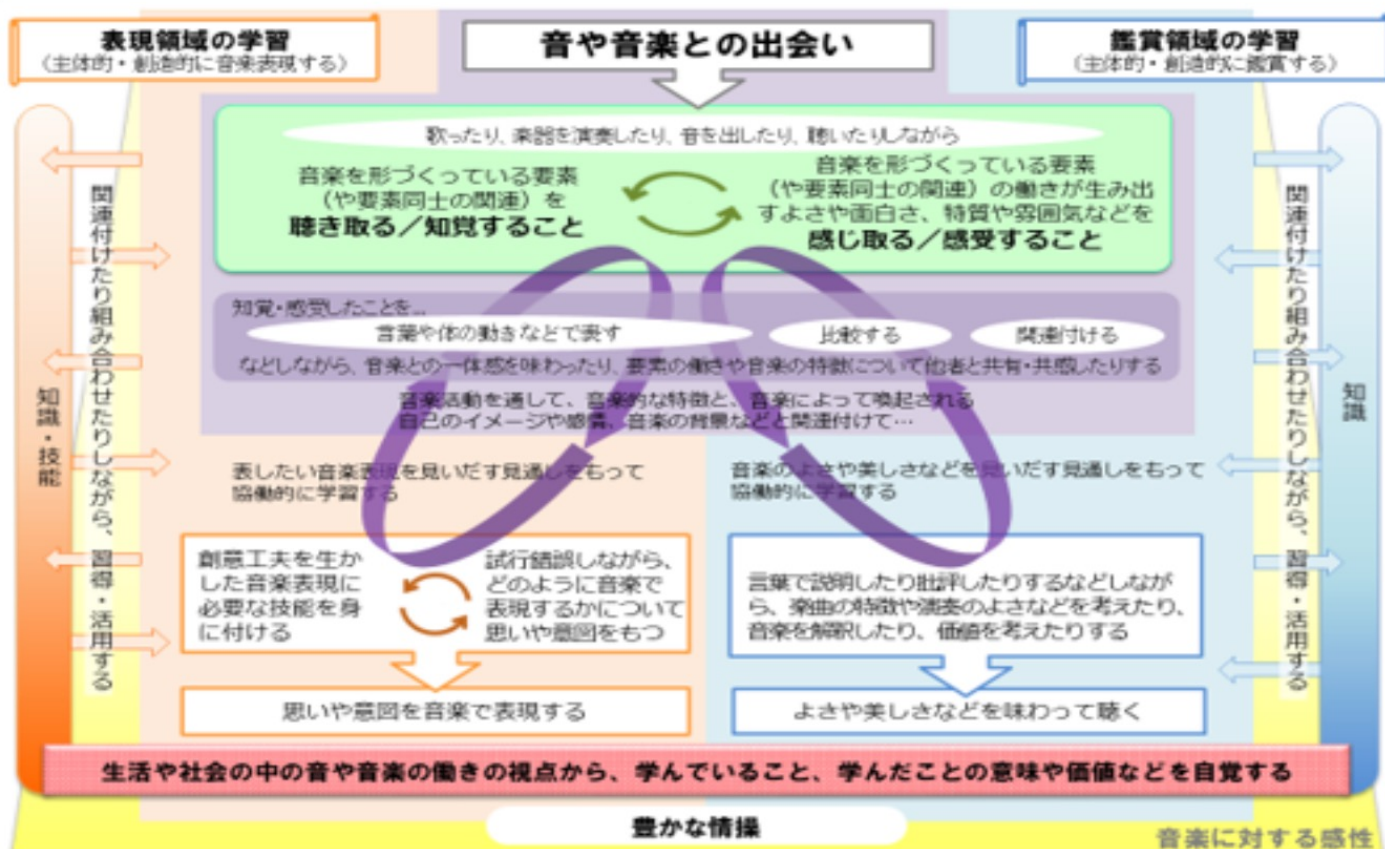 表現領域の学習
(主体的・創造的に音楽表現する)
音や音楽との出会い
鑑賞領域の学習
(主体的・創造的に鑑賞する)
歌ったり、楽器を演奏したり、音を出したり、聴いたりしながら
音楽を形づくっている要素
(や要素同士の関連)を
聴き取る/知覚すること
音楽を形づくっている要素
(や要素同士の関連)の働きが生み出
すよさや面白さ、特質や雰囲気などを
感じ取る/感受すること
知覚・感受したことを…
言葉や体の動きなどで表す
比較する
関連付ける
などしながら、音楽との一体感を味わったり、要素の働きや音楽の特徴について他者と共有・共感したりする
音楽活動を通して、音楽的な特徴と、音楽によって喚起される
自己のイメージや感情、音楽の背景などと関連付けて…
表したい音楽表現を見いだす見通しをもって
協働的に学習する
音楽のよさや美しさなどを見いだす見通しをもって
協働的に学習する
創意工夫を生か
した音楽表現に
必要な技能を身
に付ける
試行錯誤しながら、
どのように音楽で
表現するかについて
思いや意図をもつ
言葉で説明したり批評したりするなどしなが
ら、楽曲の特徴や演奏のよさなどを考えたり、
音楽を解釈したり、価値を考えたりする
思いや意図を音楽で表現する
よさや美しさなどを味わって聴く
知識・技能
関連付けたり組み合わせたりしながら、習得・活用する
関連付けたり組み合わせたりしながら、習得・活用する
知識
生活や社会の中の音や音楽の働きの視点から、学んでいること、学んだことの意味や価値などを自覚する
豊かな情操
音楽に対する感性